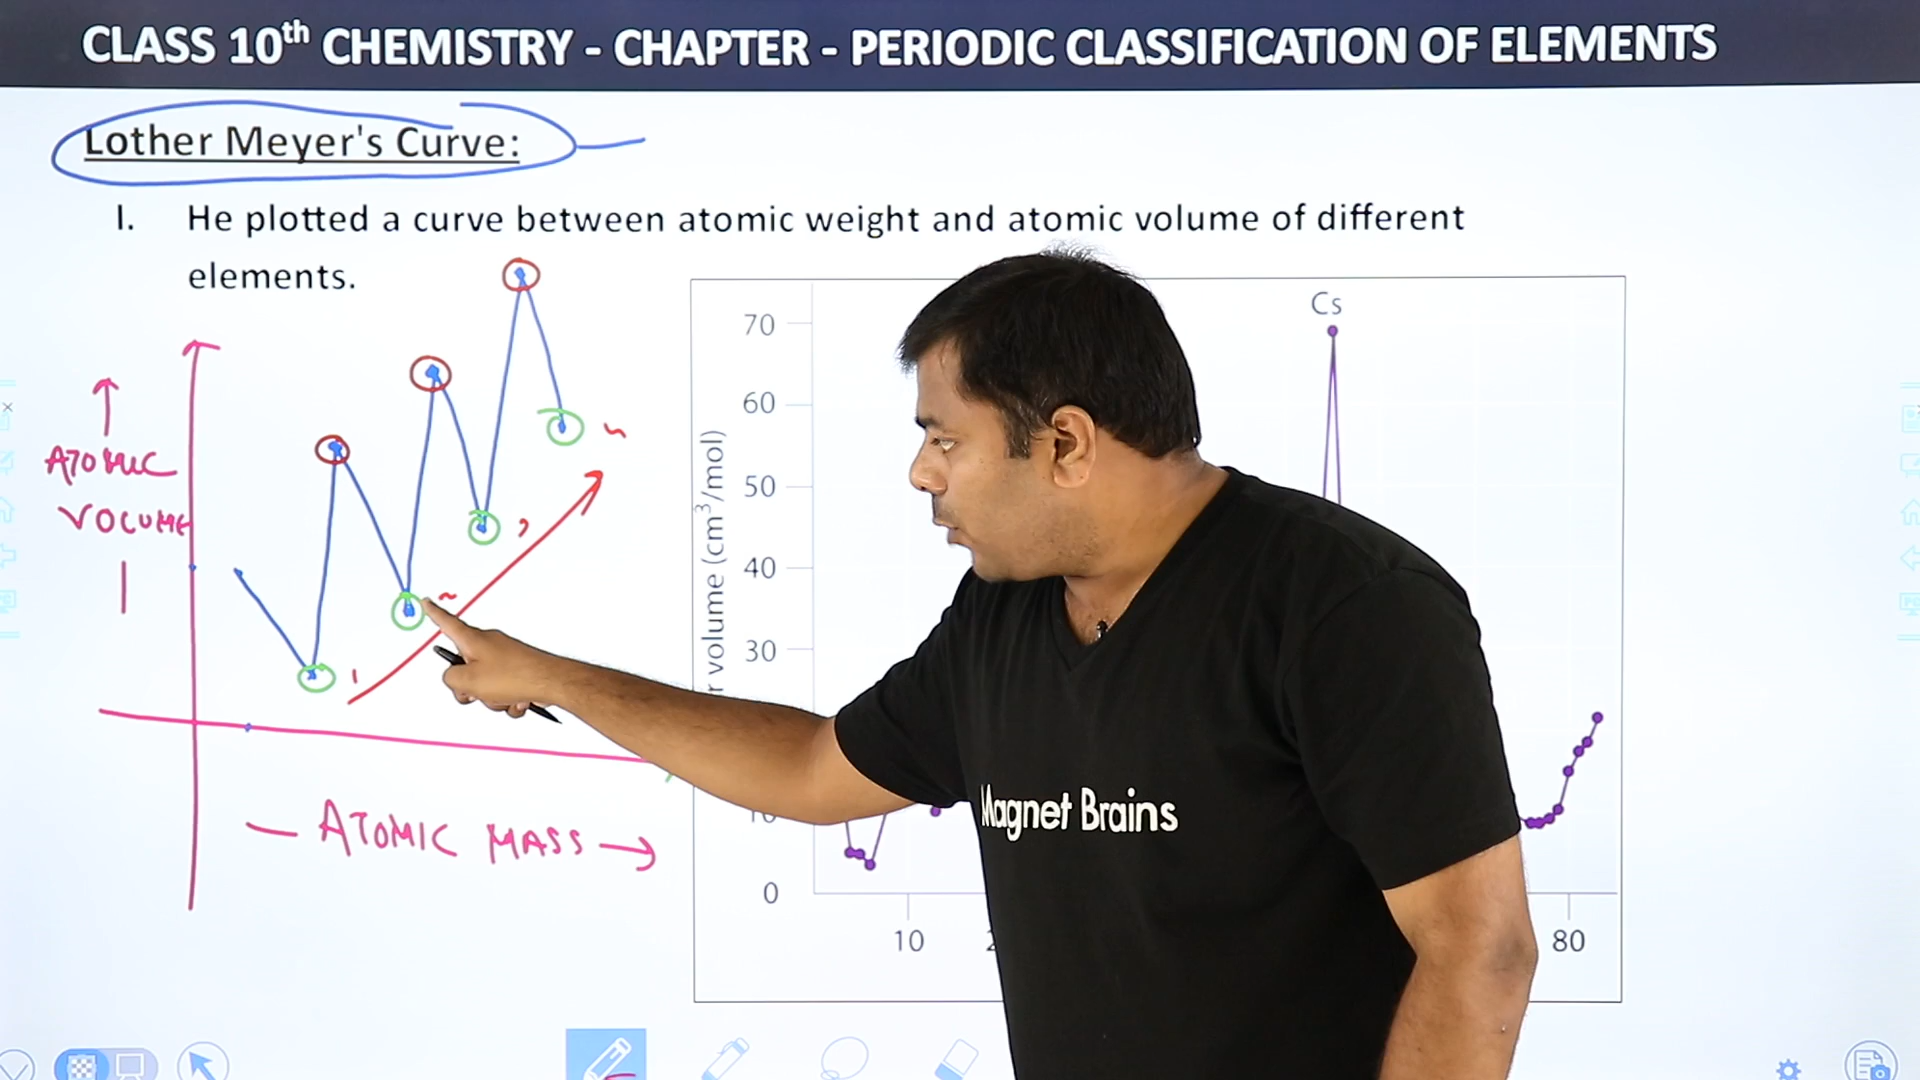 CLASS 10th CHEMISTRY - CHAPTER - PERIODIC CLASSIFICATION OF ELEMENTS
Lother Meyer's Curve:
I. He plotted a curve between atomic weight and atomic volume of different
elements.
ATOMIC
VOLUME
ATOMIC MASS
Cs
70
60
50
40
30
0
r volume (cm³/mol)
10
80
Magnet Brains